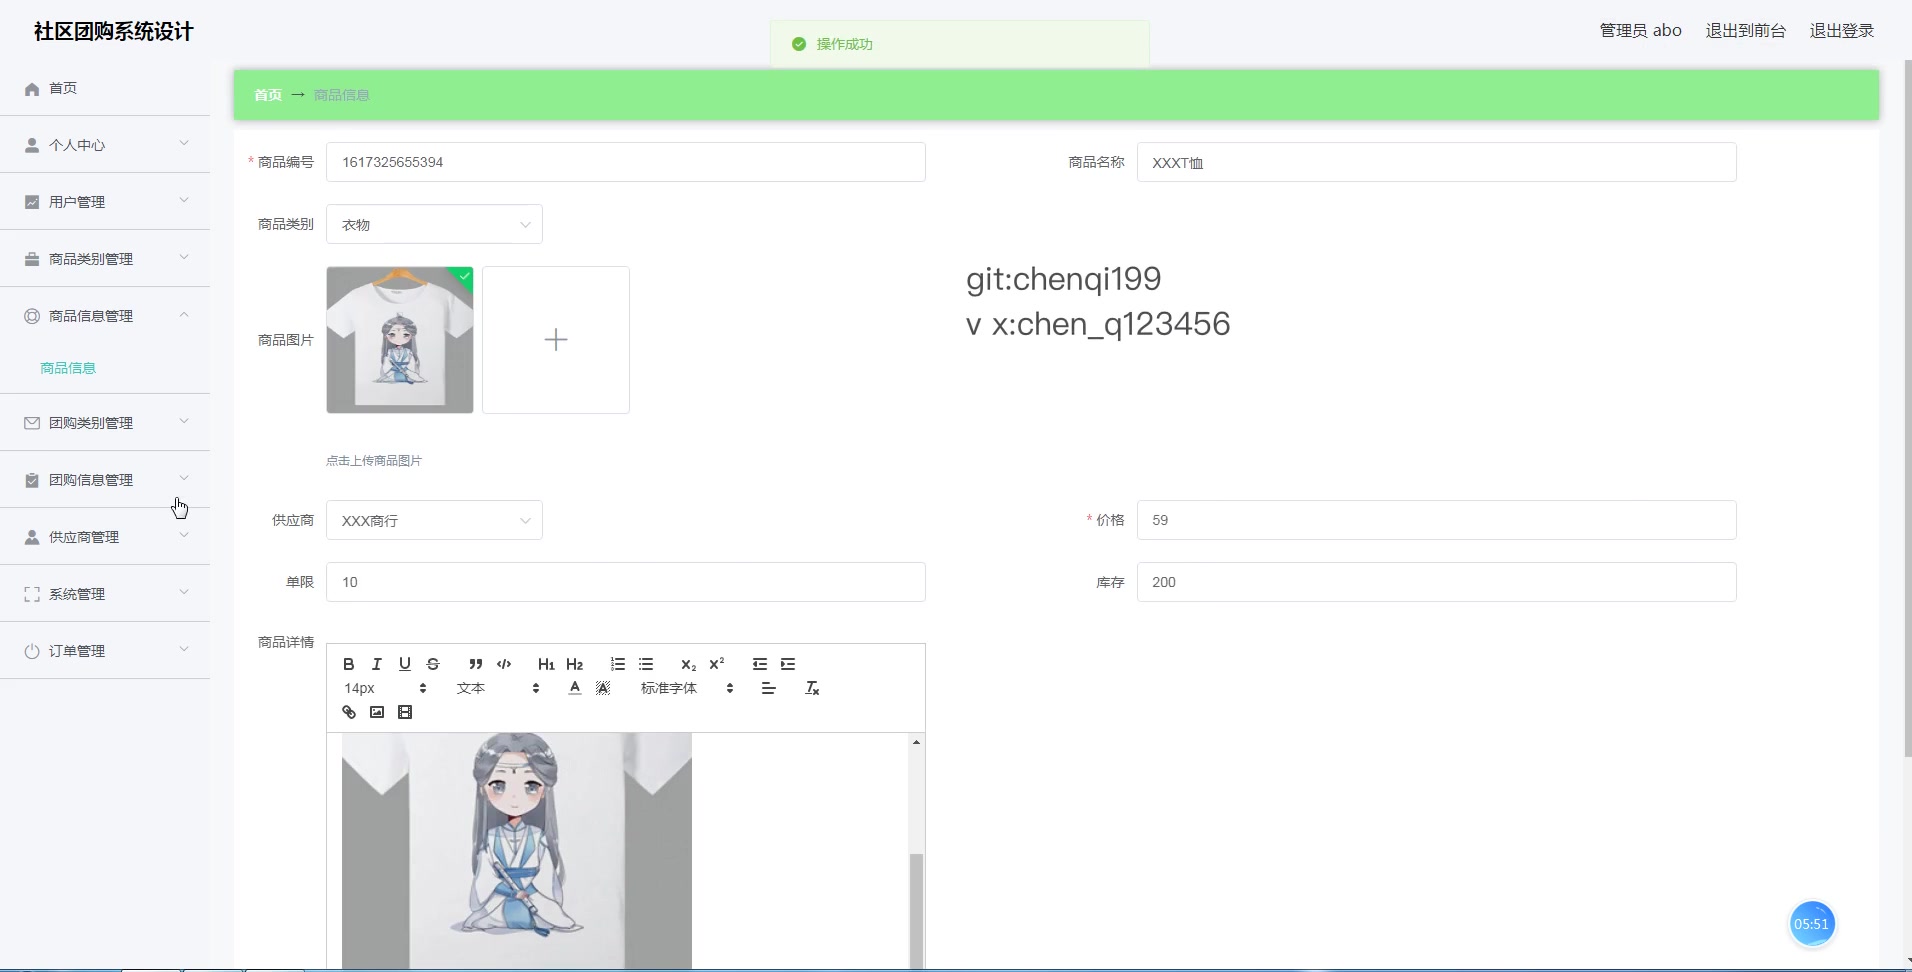 社区团购系统设计
操作成功
管理员 abo 退出到前台 退出登录
首页
首页 → 商品信息
个人中心
* 商品编号 1617325655394 商品名称 XXXT恤
用户管理
商品类别 衣物
商品类别管理
git:chenqi199
商品信息管理
v x:chen_q123456
商品图片
商品信息
团购类别管理
点击上传商品图片
团购信息管理
供应商 XXX商行 * 价格 59
供应商管理
单限 10 库存 200
系统管理
商品详情
订单管理
B I U S H1 H2 X2 X2
14px 文本 A A 标准字体 Tx
05:51